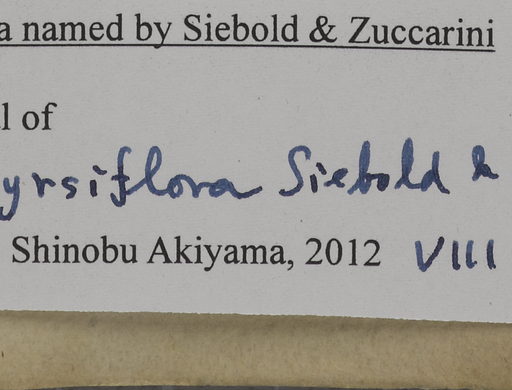 a named by Siebold & Zuccarini
l of
yrsiflora Siebold &
Shinobu Akiyama, 2012 VIII